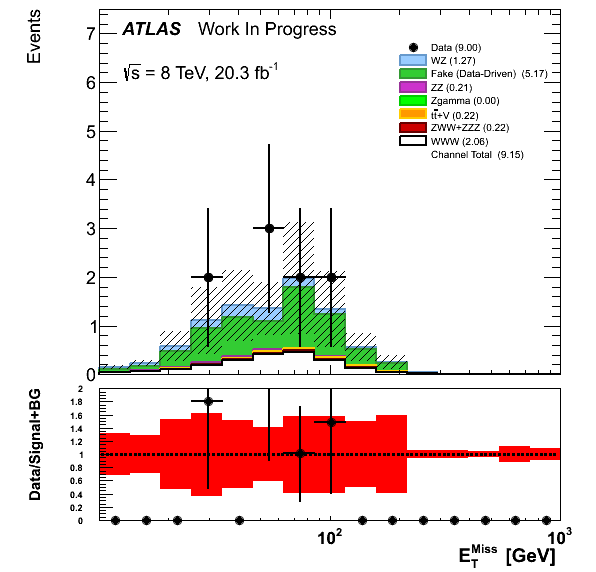 Events
7
6
5
4
3
2
1
0
ATLAS Work In Progress
√s = 8 TeV, 20.3 fb⁻¹
Data (9.00)
WZ (1.27)
Fake (Data-Driven) (5.17)
ZZ (0.21)
Zgamma (0.00)
tt̄+V (0.22)
ZWW+ZZZ (0.22)
WWW (2.06)
Channel Total (9.15)
Data/Signal+BG
2
1.8
1.6
1.4
1.2
1
0.8
0.6
0.4
0.2
0
10²
10³
E_T^Miss [GeV]